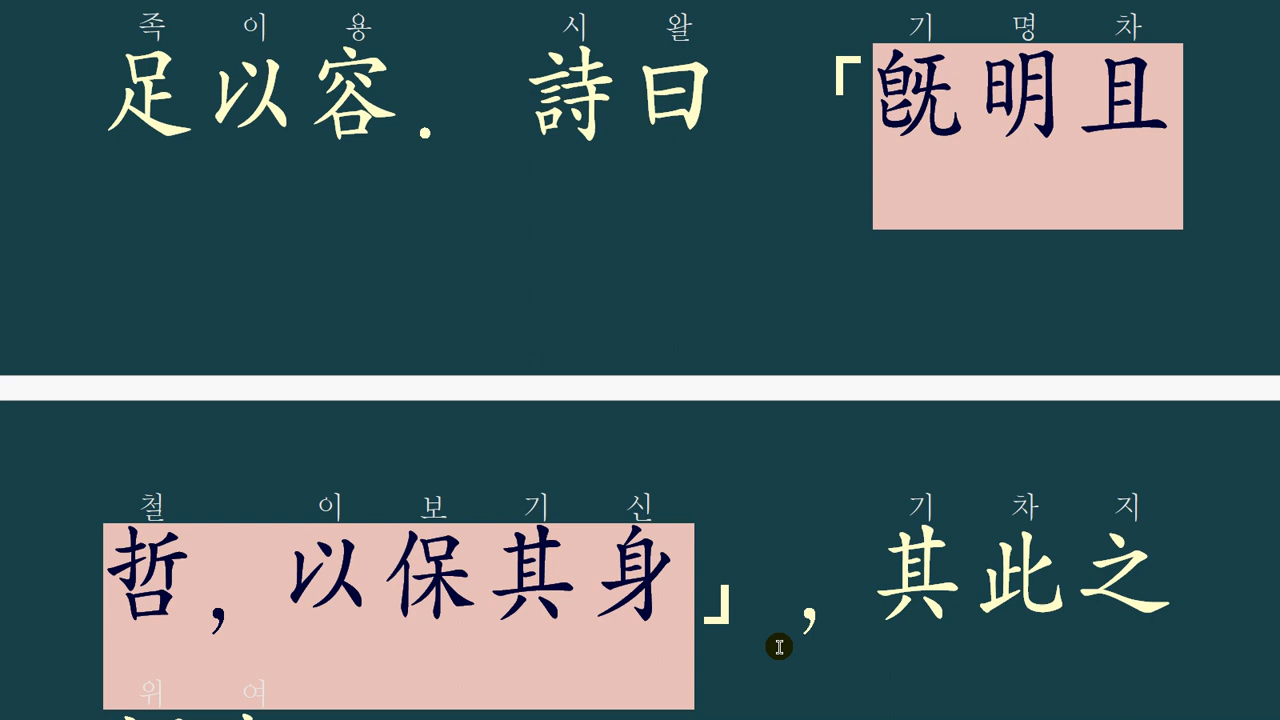 족 이 용 시 왈 기 명 차
足以容. 詩曰 「旣明且
철 이 보 기 신 기 차 지
哲, 以保其身」, 其此之
위 여